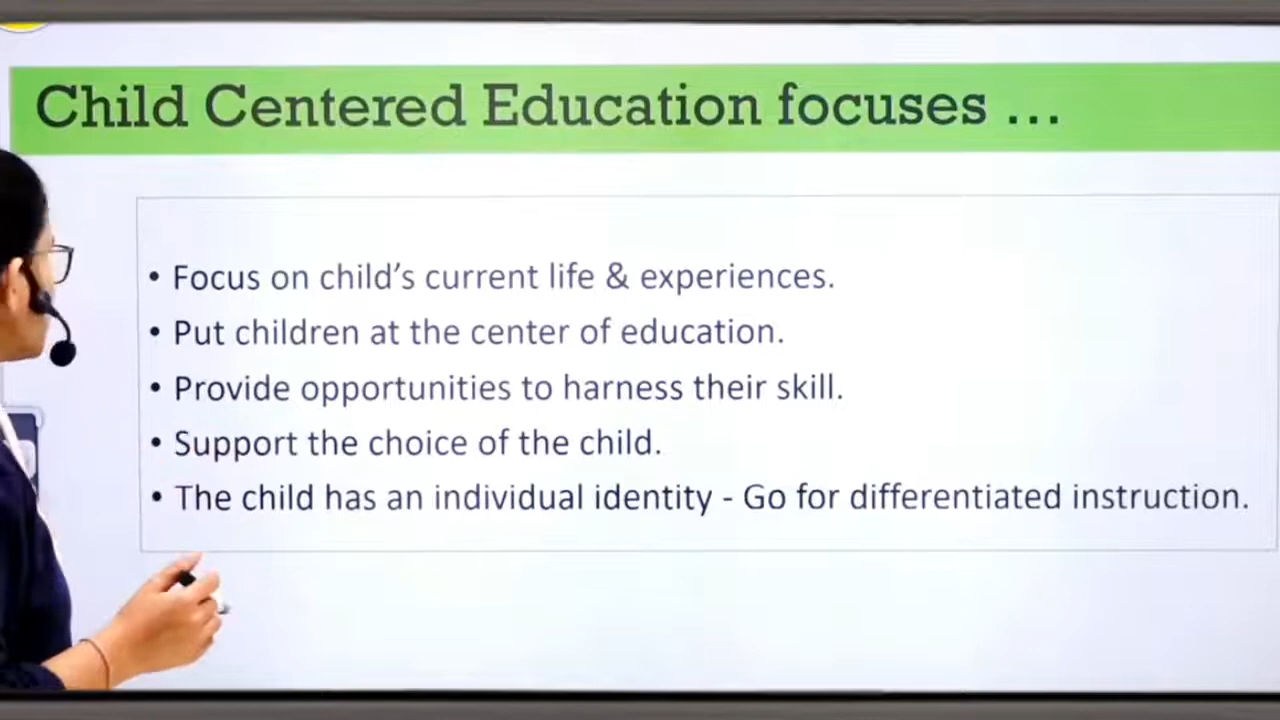 Child Centered Education focuses ...
• Focus on child's current life & experiences.
• Put children at the center of education.
• Provide opportunities to harness their skill.
• Support the choice of the child.
• The child has an individual identity - Go for differentiated instruction.